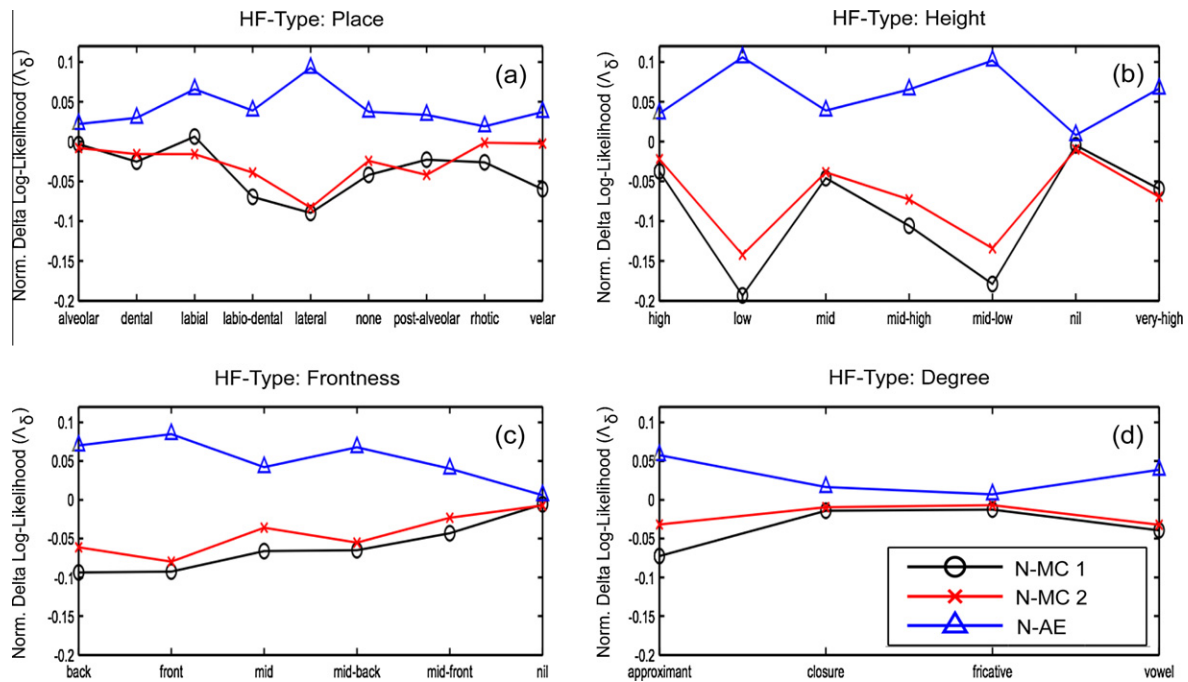 HF-Type: Place
(a)
Norm. Delta Log-Likelihood (Λδ)
0.1
0.05
0
-0.05
-0.1
-0.15
-0.2
alveolar dental labial labio-dental lateral none post-alveolar rhotic velar
HF-Type: Height
(b)
Norm. Delta Log-Likelihood (Λδ)
0.1
0.05
0
-0.05
-0.1
-0.15
-0.2
high low mid mid-high mid-low nil very-high
HF-Type: Frontness
(c)
Norm. Delta Log-Likelihood (Λδ)
0.1
0.05
0
-0.05
-0.1
-0.15
-0.2
back front mid mid-back mid-front nil
HF-Type: Degree
(d)
Norm. Delta Log-Likelihood (Λδ)
0.1
0.05
0
-0.05
-0.1
-0.15
-0.2
approximant closure fricative vowel
N-MC 1
N-MC 2
N-AE